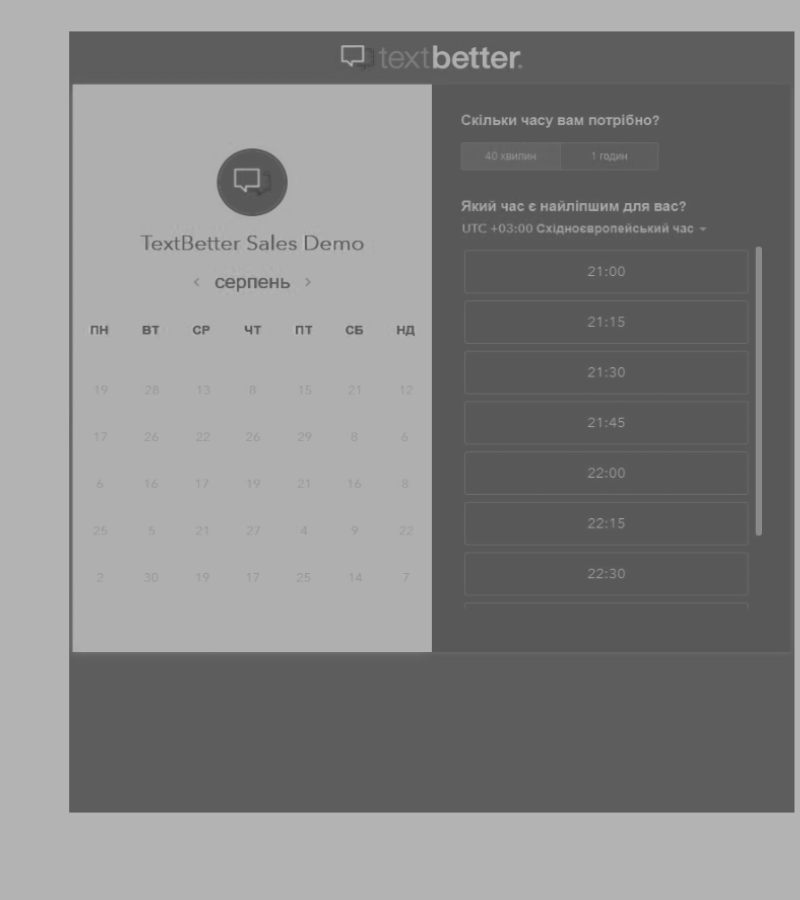 textbetter.
TextBetter Sales Demo
‹ серпень ›
ПН ВТ СР ЧТ ПТ СБ НД
19 28 13 8 15 21 12
17 26 22 26 29 8 6
6 16 17 19 21 16 8
25 5 21 27 4 9 22
2 30 19 17 25 14 7
Скільки часу вам потрібно?
40 хвилин 1 годин
Який час є найліпшим для вас?
UTC +03:00 Східноєвропейський час
21:00
21:15
21:30
21:45
22:00
22:15
22:30